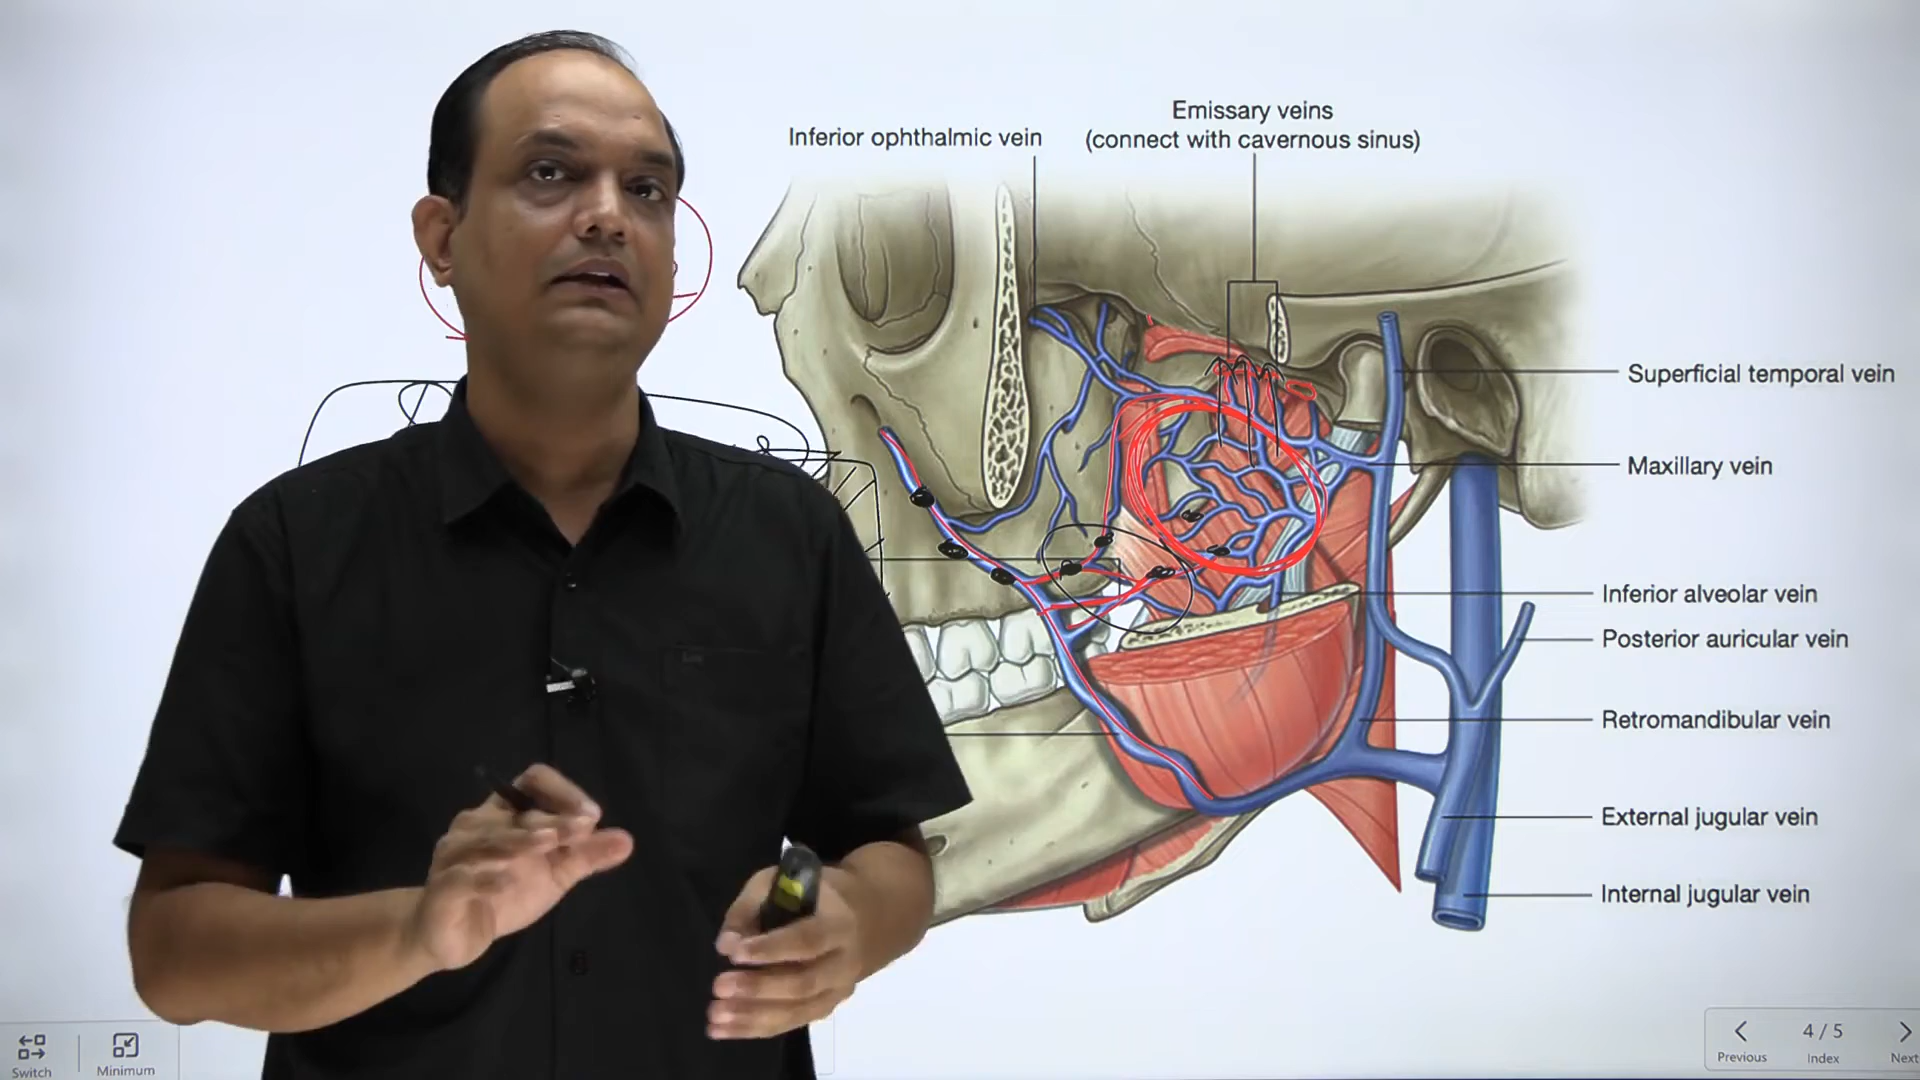 Emissary veins
Inferior ophthalmic vein
(connect with cavernous sinus)
Superficial temporal vein
Maxillary vein
Inferior alveolar vein
Posterior auricular vein
Retromandibular vein
External jugular vein
Internal jugular vein
4 / 5
Switch
Minimum
Previous
Index
Next